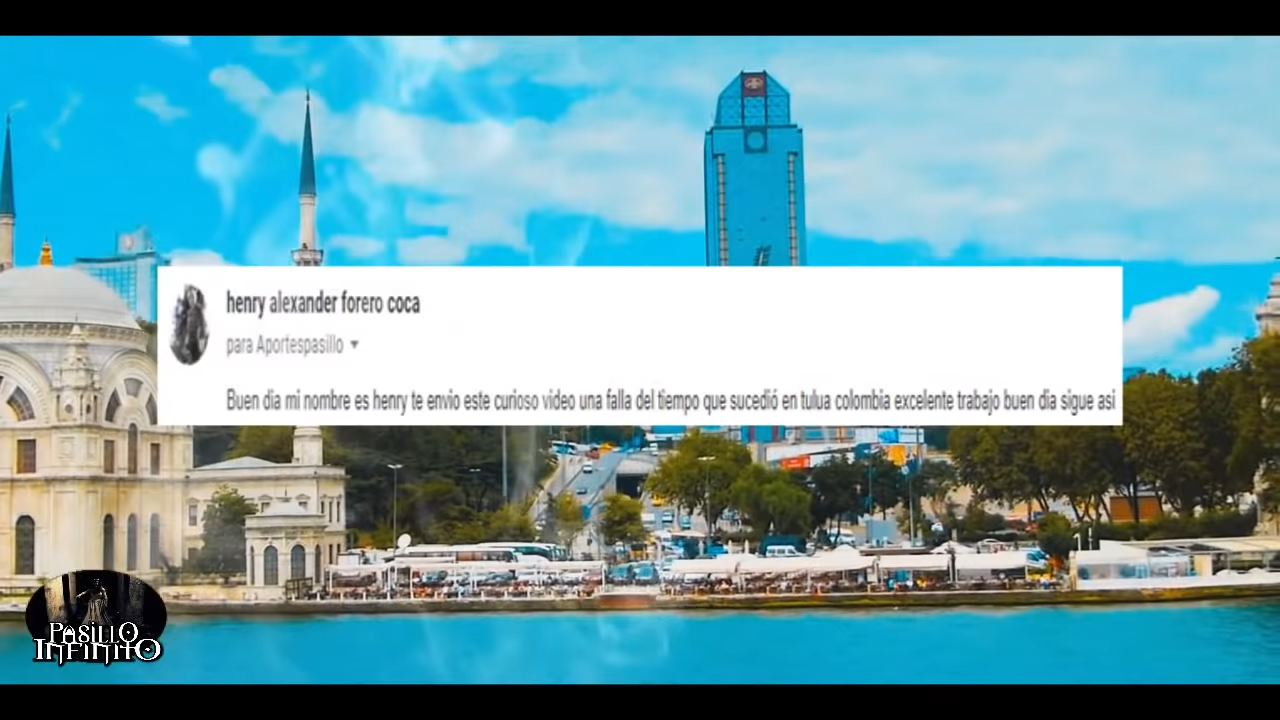 henry alexander forero coca
para Aportespasillo
Buen dia mi nombre es henry te envio este curioso video una falla del tiempo que sucedió en tulua colombia excelente trabajo buen dia sigue asi
PASILLO
INFINITO